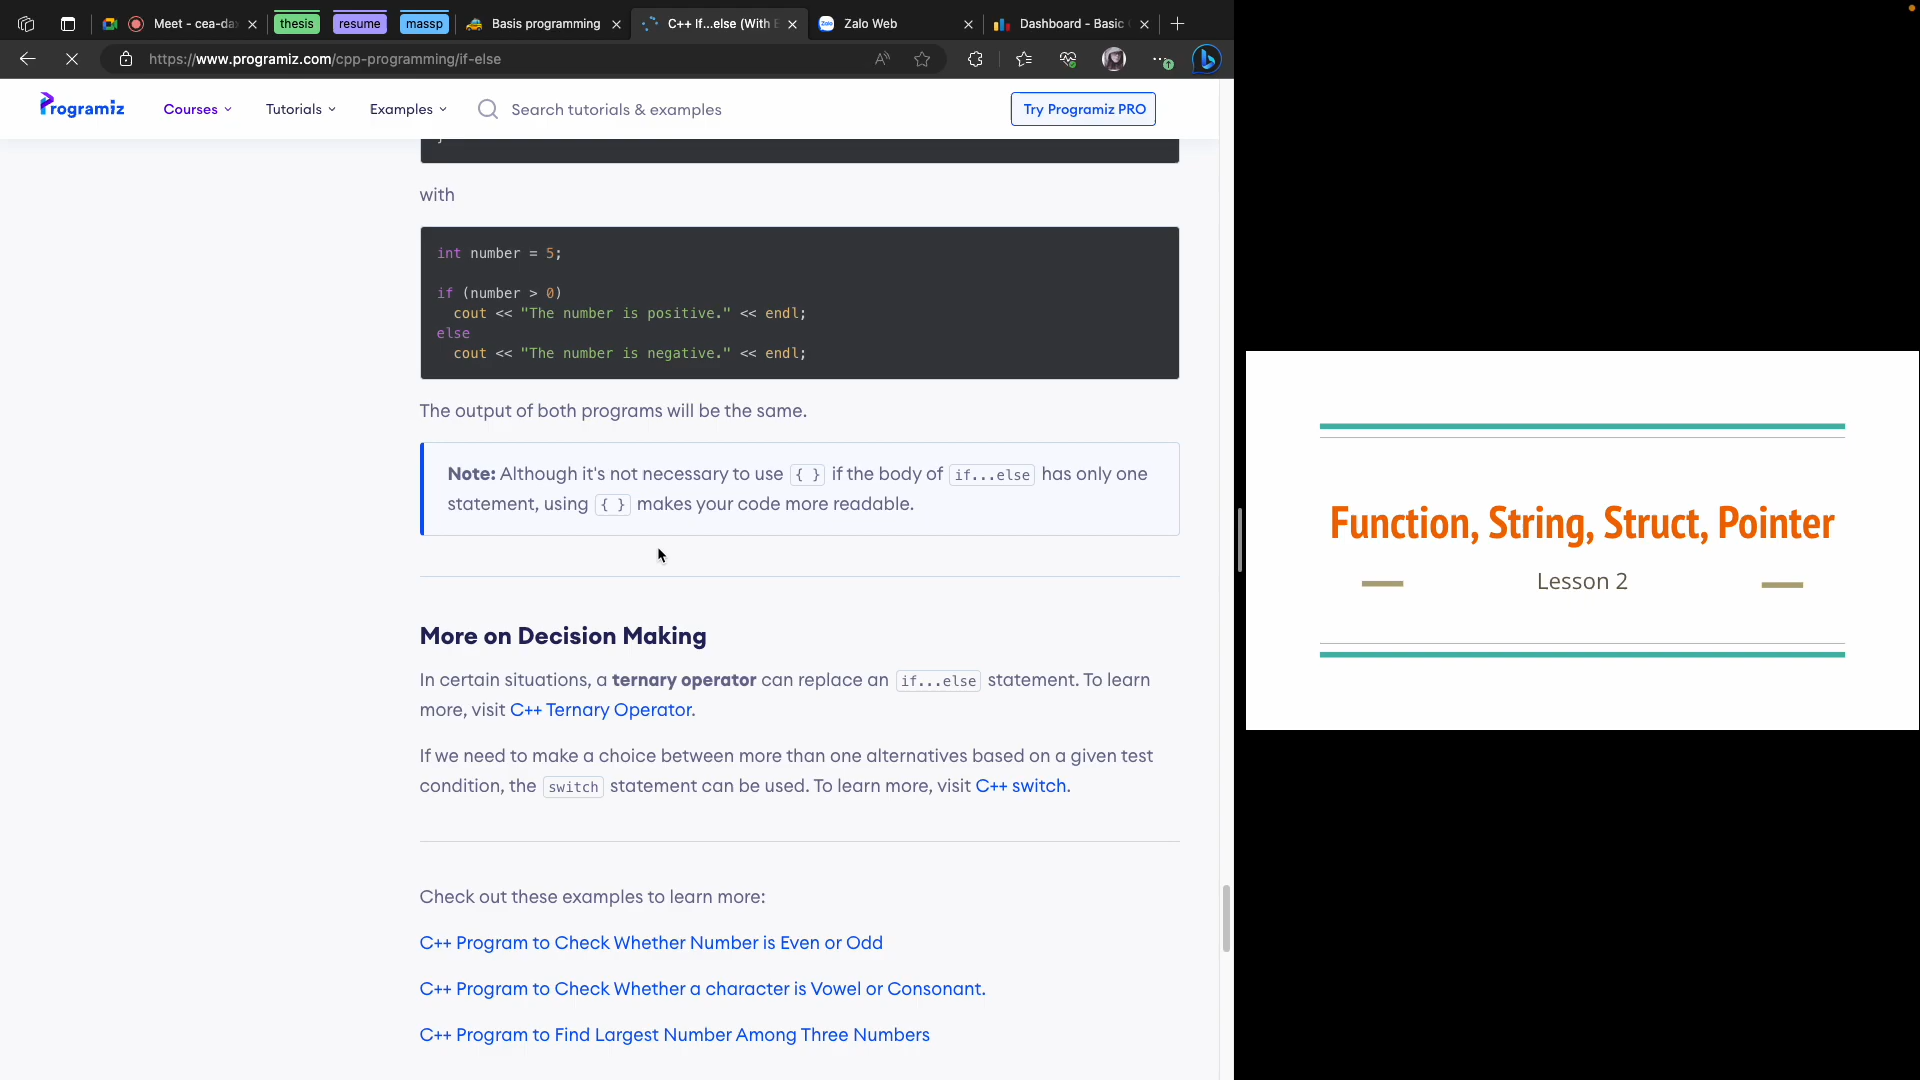 Meet - cea-da
thesis
resume
massp
Basis programming
C++ If...else (With E
Zalo Web
Dashboard - Basic
https://www.programiz.com/cpp-programming/if-else
Programiz
Courses
Tutorials
Examples
Search tutorials & examples
Try Programiz PRO
}
with
int number = 5;
if (number > 0)
cout << "The number is positive." << endl;
else
cout << "The number is negative." << endl;
The output of both programs will be the same.
Note: Although it's not necessary to use { } if the body of if...else has only one
statement, using { } makes your code more readable.
More on Decision Making
In certain situations, a ternary operator can replace an if...else statement. To learn
more, visit C++ Ternary Operator.
If we need to make a choice between more than one alternatives based on a given test
condition, the switch statement can be used. To learn more, visit C++ switch.
Check out these examples to learn more:
C++ Program to Check Whether Number is Even or Odd
C++ Program to Check Whether a character is Vowel or Consonant.
C++ Program to Find Largest Number Among Three Numbers
Function, String, Struct, Pointer
Lesson 2